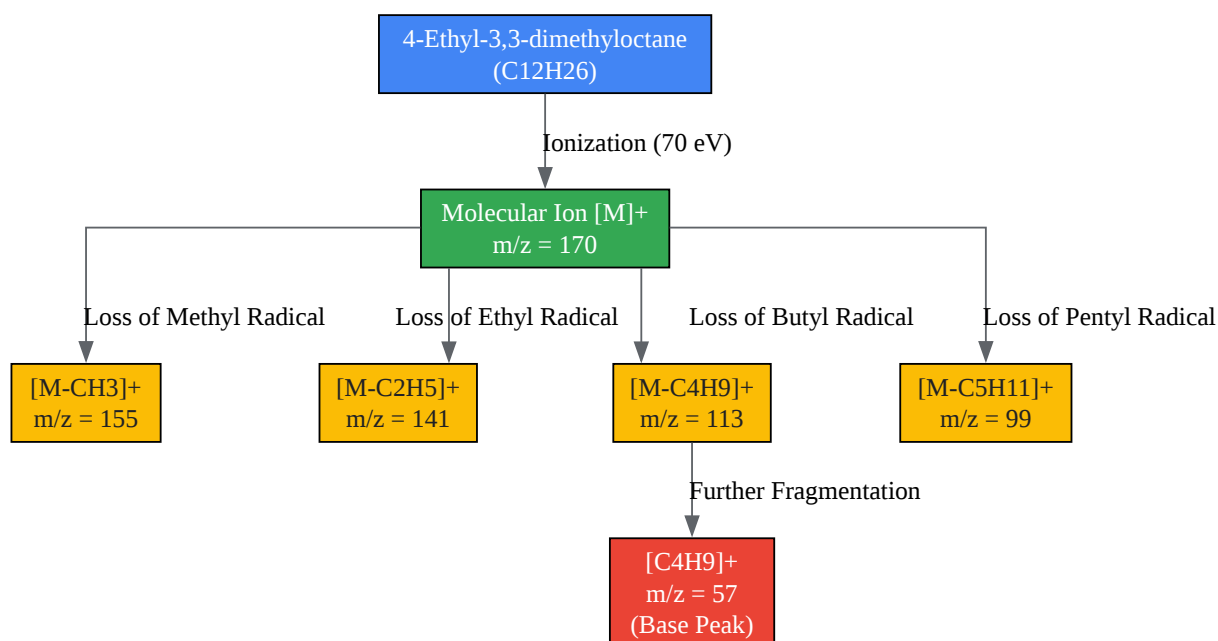 4-Ethyl-3,3-dimethyloctane
(C12H26)
Ionization (70 eV)
Molecular Ion [M]+
m/z = 170
Loss of Methyl Radical
Loss of Ethyl Radical
Loss of Butyl Radical
Loss of Pentyl Radical
[M-CH3]+
m/z = 155
[M-C2H5]+
m/z = 141
[M-C4H9]+
m/z = 113
[M-C5H11]+
m/z = 99
Further Fragmentation
[C4H9]+
m/z = 57
(Base Peak)